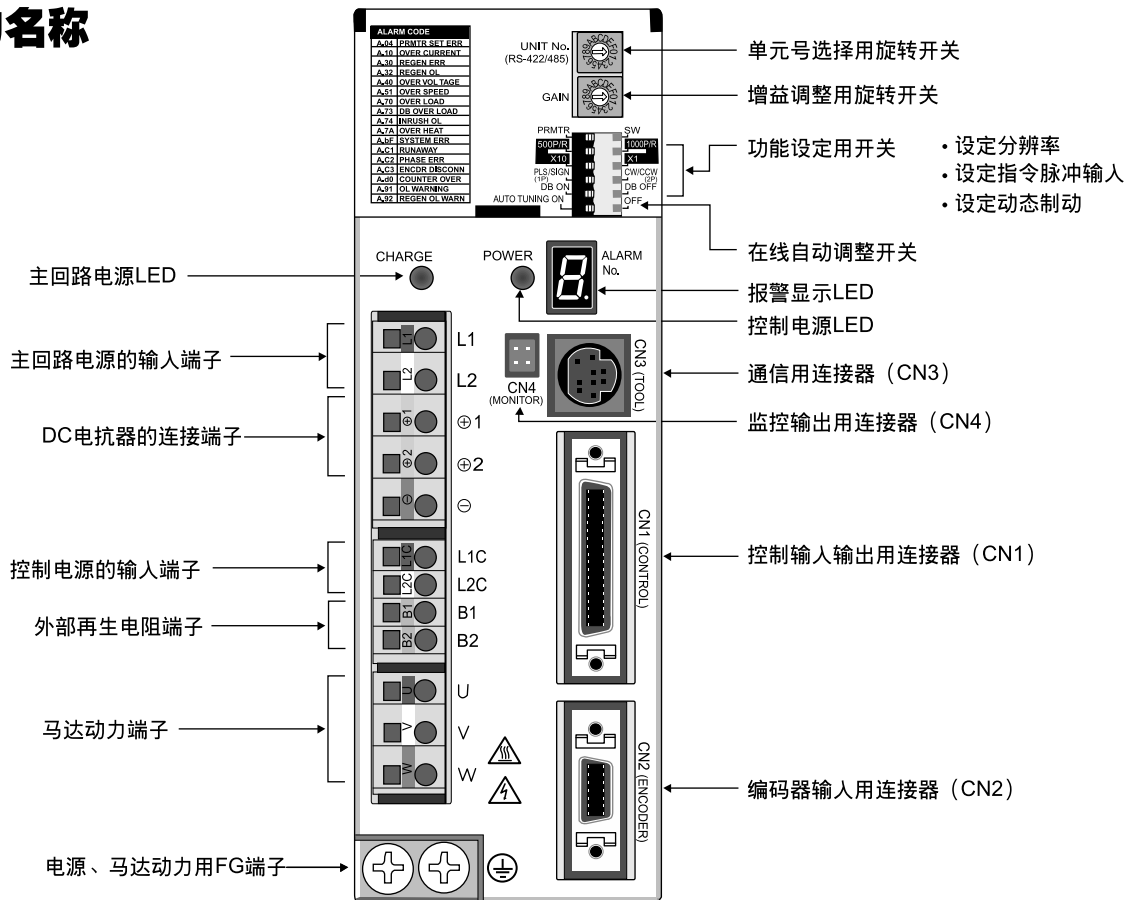 名称
ALARM CODE
A.04 PRMTR SET ERR
A.10 OVER CURRENT
A.30 REGEN ERR
A.32 REGEN OL
A.40 OVER VOL TAGE
A.51 OVER SPEED
A.70 OVER LOAD
A.73 DB OVER LOAD
A.74 INRUSH OL
A.7A OVER HEAT
A.bF SYSTEM ERR
A.C1 RUNAWAY
A.C2 PHASE ERR
A.C3 ENCDR DISCONN
A.d0 COUNTER OVER
A.91 OL WARNING
A.92 REGEN OL WARN
UNIT No.
(RS-422/485)
789ABCDEF0123456
单元号选择用旋转开关
GAIN
789ABCDEF0123456
增益调整用旋转开关
PRMTR
SW
500P/R
1000P/R
X10
X1
PLS/SIGN
(1P)
CW/CCW
(2P)
DB ON
DB OFF
AUTO TUNING ON
OFF
功能设定用开关
・设定分辨率
・设定指令脉冲输入
・设定动态制动
在线自动调整开关
CHARGE
POWER
8.
ALARM
No.
主回路电源LED
报警显示LED
控制电源LED
主回路电源的输入端子
L1 L1
L2 L2
DC电抗器的连接端子
⊕1 ⊕1
⊕2 ⊕2
⊖ ⊖
CN4
(MONITOR)
CN3 (TOOL)
通信用连接器（CN3）
监控输出用连接器（CN4）
控制电源的输入端子
L1C L1C
L2C L2C
外部再生电阻端子
B1 B1
B2 B2
CN1 (CONTROL)
控制输入输出用连接器（CN1）
马达动力端子
U U
V V
W W
CN2 (ENCODER)
编码器输入用连接器（CN2）
电源、马达动力用FG端子